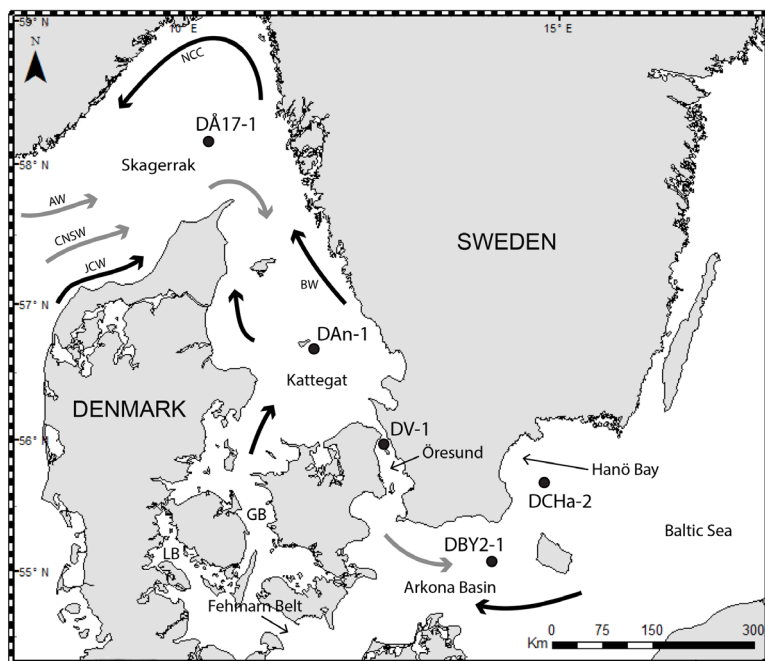 59° N
10° E
15° E
N
NCC
DÅ17-1
58° N
Skagerrak
AW
CNSW
SWEDEN
JCW
BW
57° N
DAn-1
Kattegat
DENMARK
DV-1
56° N
Öresund
Hanö Bay
DCHa-2
GB
Baltic Sea
DBY2-1
LB
55° N
Arkona Basin
Fehmarn Belt
Km 0 75 150 300